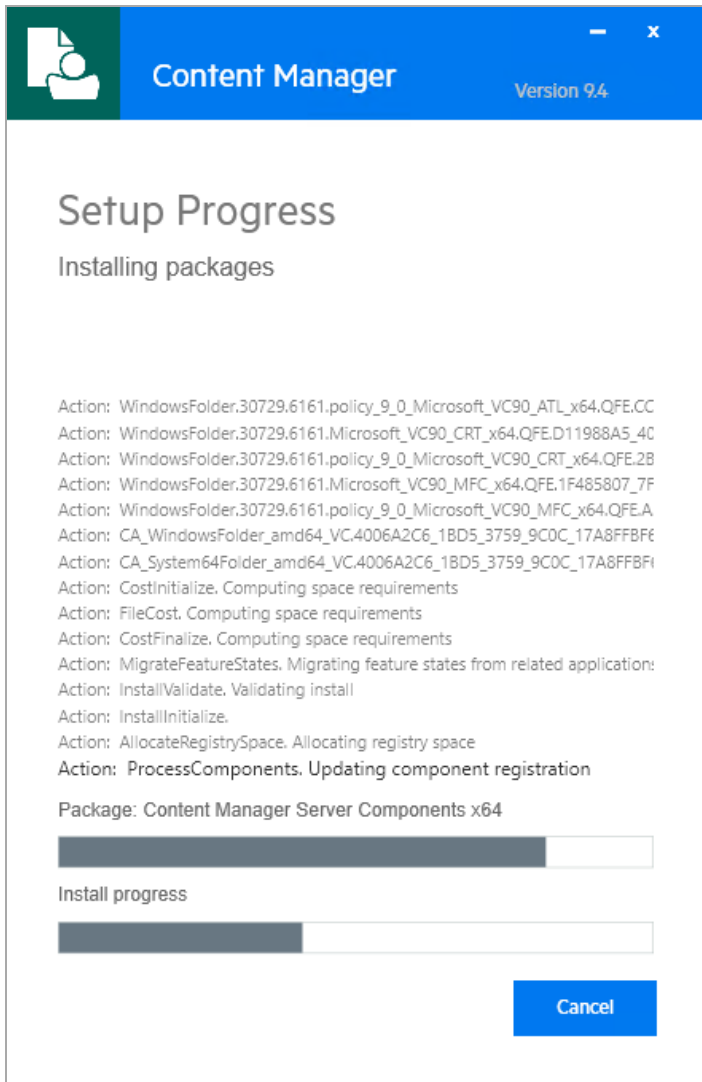 Content Manager
Version 9.4
Setup Progress
Installing packages
Action: WindowsFolder.30729.6161.policy_9_0_Microsoft_VC90_ATL_x64.QFE.CC
Action: WindowsFolder.30729.6161.Microsoft_VC90_CRT_x64.QFE.D11988A5_40
Action: WindowsFolder.30729.6161.policy_9_0_Microsoft_VC90_CRT_x64.QFE.2B
Action: WindowsFolder.30729.6161.Microsoft_VC90_MFC_x64.QFE.1F485807_7F
Action: WindowsFolder.30729.6161.policy_9_0_Microsoft_VC90_MFC_x64.QFE.A
Action: CA_WindowsFolder_amd64_VC.4006A2C6_1BD5_3759_9C0C_17A8FFBF6
Action: CA_System64Folder_amd64_VC.4006A2C6_1BD5_3759_9C0C_17A8FFBF6
Action: CostInitialize. Computing space requirements
Action: FileCost. Computing space requirements
Action: CostFinalize. Computing space requirements
Action: MigrateFeatureStates. Migrating feature states from related applications
Action: InstallValidate. Validating install
Action: InstallInitialize.
Action: AllocateRegistrySpace. Allocating registry space
Action: ProcessComponents. Updating component registration
Package: Content Manager Server Components x64
Install progress
Cancel